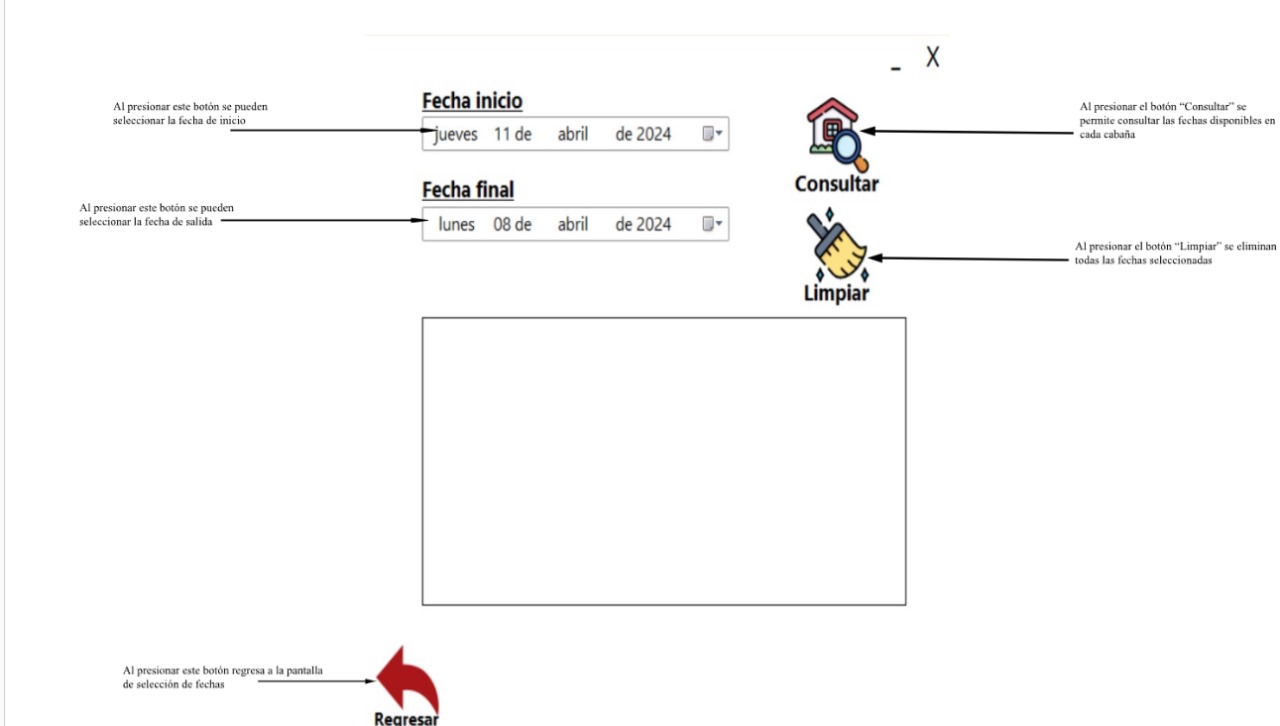 _ X
Al presionar este botón se pueden
seleccionar la fecha de inicio
Fecha inicio
jueves 11 de abril de 2024
Al presionar el botón “Consultar” se
permite consultar las fechas disponibles en
cada cabaña
Consultar
Al presionar este botón se pueden
seleccionar la fecha de salida
Fecha final
lunes 08 de abril de 2024
Al presionar el botón “Limpiar” se eliminan
todas las fechas seleccionadas
Limpiar
Al presionar este botón regresa a la pantalla
de selección de fechas
Regresar